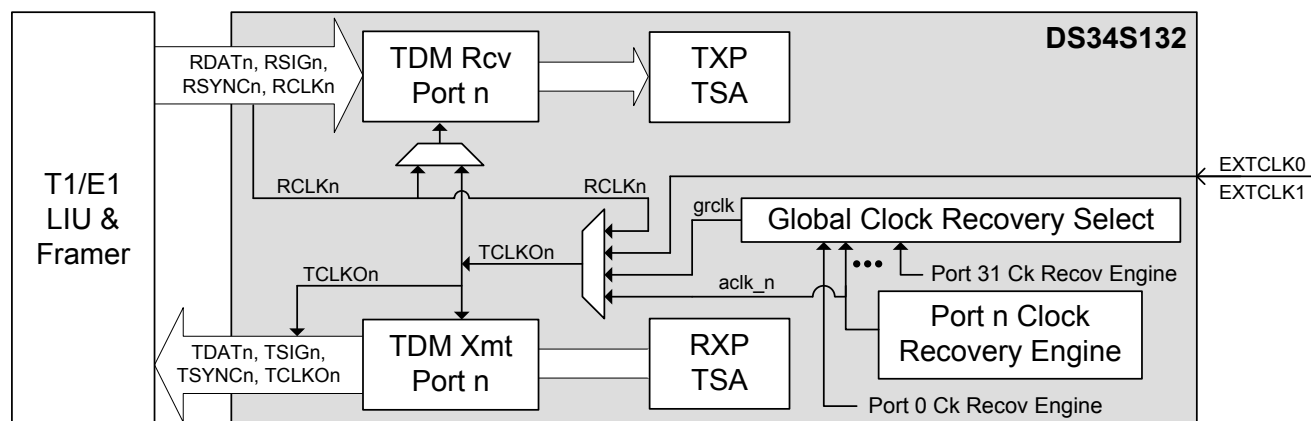 DS34S132
RDATn, RSIGn,
RSYNCn, RCLKn
TDM Rcv
Port n
TXP
TSA
T1/E1
LIU &
Framer
RCLKn
RCLKn
EXTCLK0
EXTCLK1
grclk
Global Clock Recovery Select
TCLKOn
TCLKOn
aclk_n
Port 31 Ck Recov Engine
Port n Clock
Recovery Engine
TDATn, TSIGn,
TSYNCn, TCLKOn
TDM Xmt
Port n
RXP
TSA
Port 0 Ck Recov Engine